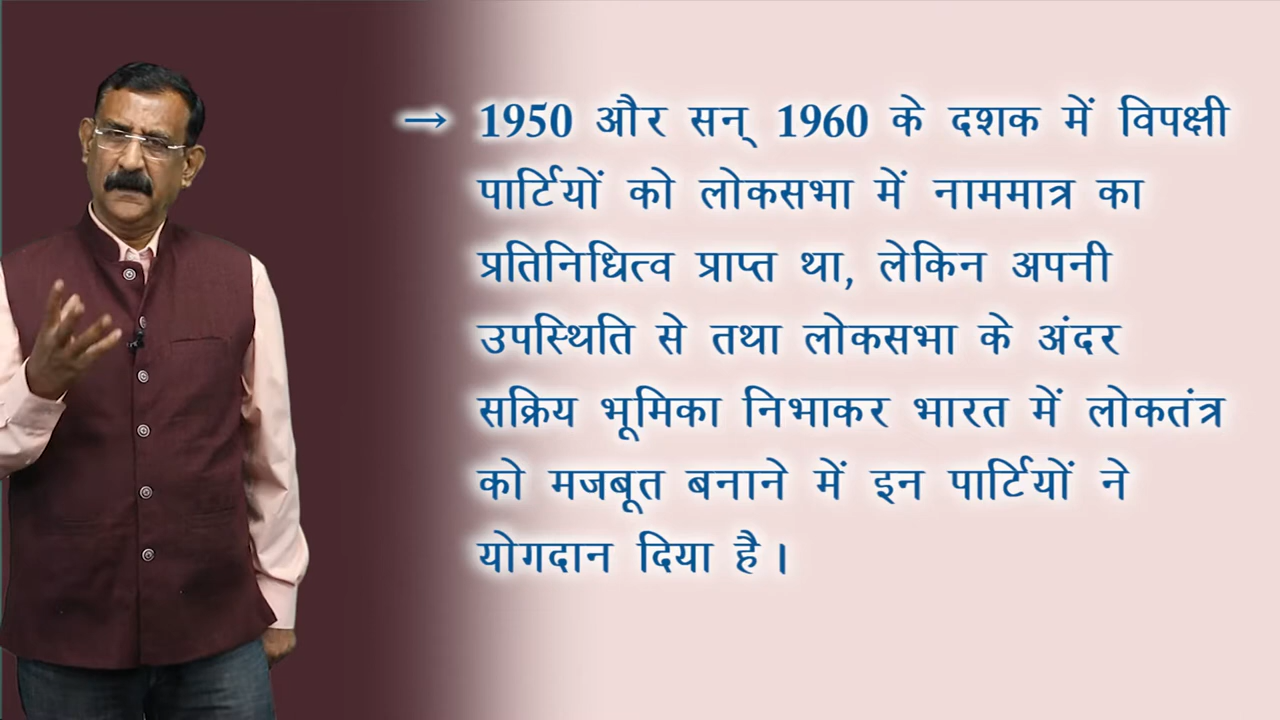 → 1950 और सन् 1960 के दशक में विपक्षी
पार्टियों को लोकसभा में नाममात्र का
प्रतिनिधित्व प्राप्त था, लेकिन अपनी
उपस्थिति से तथा लोकसभा के अंदर
सक्रिय भूमिका निभाकर भारत में लोकतंत्र
को मजबूत बनाने में इन पार्टियों ने
योगदान दिया है।